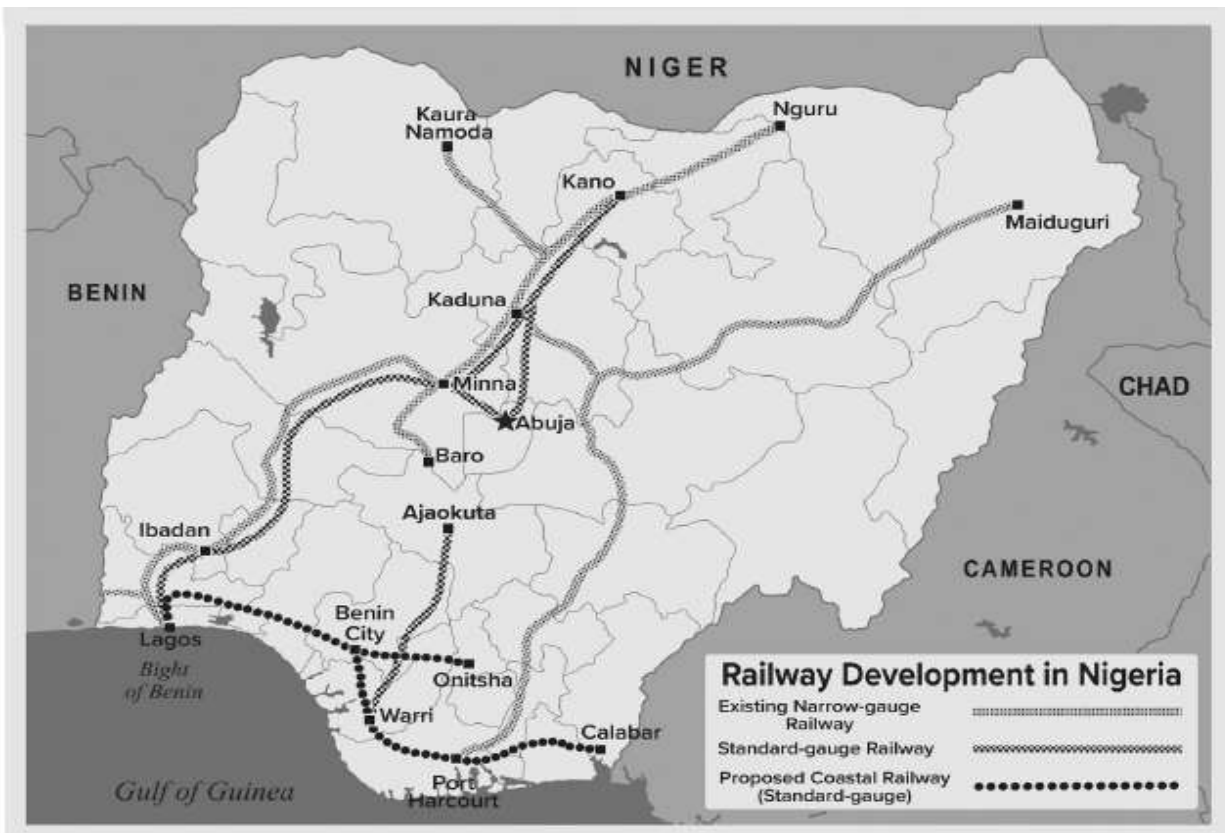 NIGER
Kaura
Namoda
Nguru
Kano
Maiduguri
BENIN
Kaduna
Minna
CHAD
Abuja
Baro
Ajaokuta
Ibadan
CAMEROON
Benin
City
Lagos
Onitsha
Bight
of Benin
Warri
Calabar
Port
Harcourt
Gulf of Guinea
Railway Development in Nigeria
Existing Narrow-gauge
Railway
Standard-gauge Railway
Proposed Coastal Railway
(Standard-gauge)